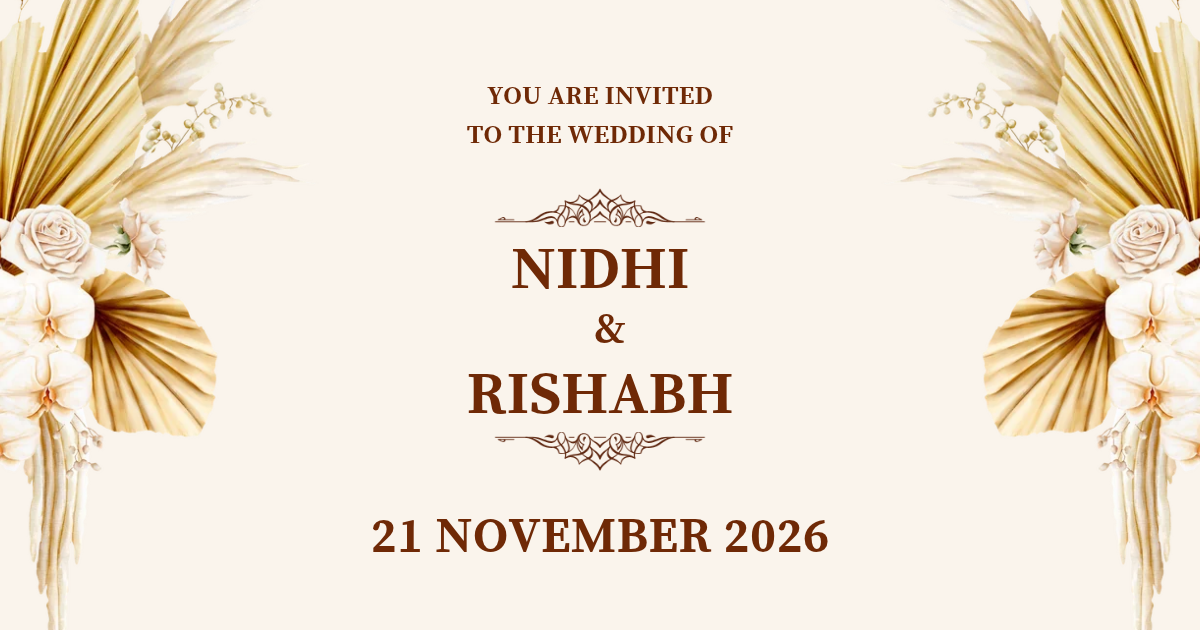 YOU ARE INVITED
TO THE WEDDING OF
NIDHI
&
RISHABH
21 NOVEMBER 2026